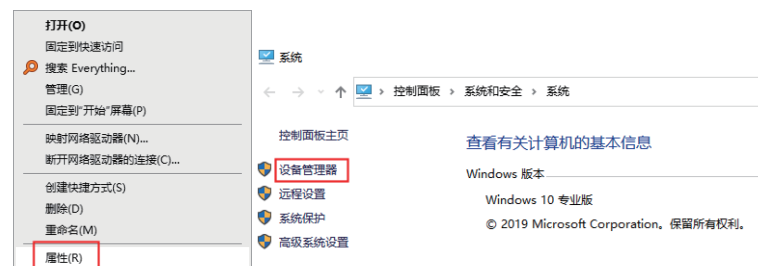 打开(O)
固定到快速访问
搜索 Everything...
管理(G)
固定到"开始"屏幕(P)
映射网络驱动器(N)...
断开网络驱动器的连接(C)...
创建快捷方式(S)
删除(D)
重命名(M)
属性(R)
系统
控制面板 › 系统和安全 › 系统
控制面板主页
设备管理器
远程设置
系统保护
高级系统设置
查看有关计算机的基本信息
Windows 版本
Windows 10 专业版
© 2019 Microsoft Corporation。保留所有权利。